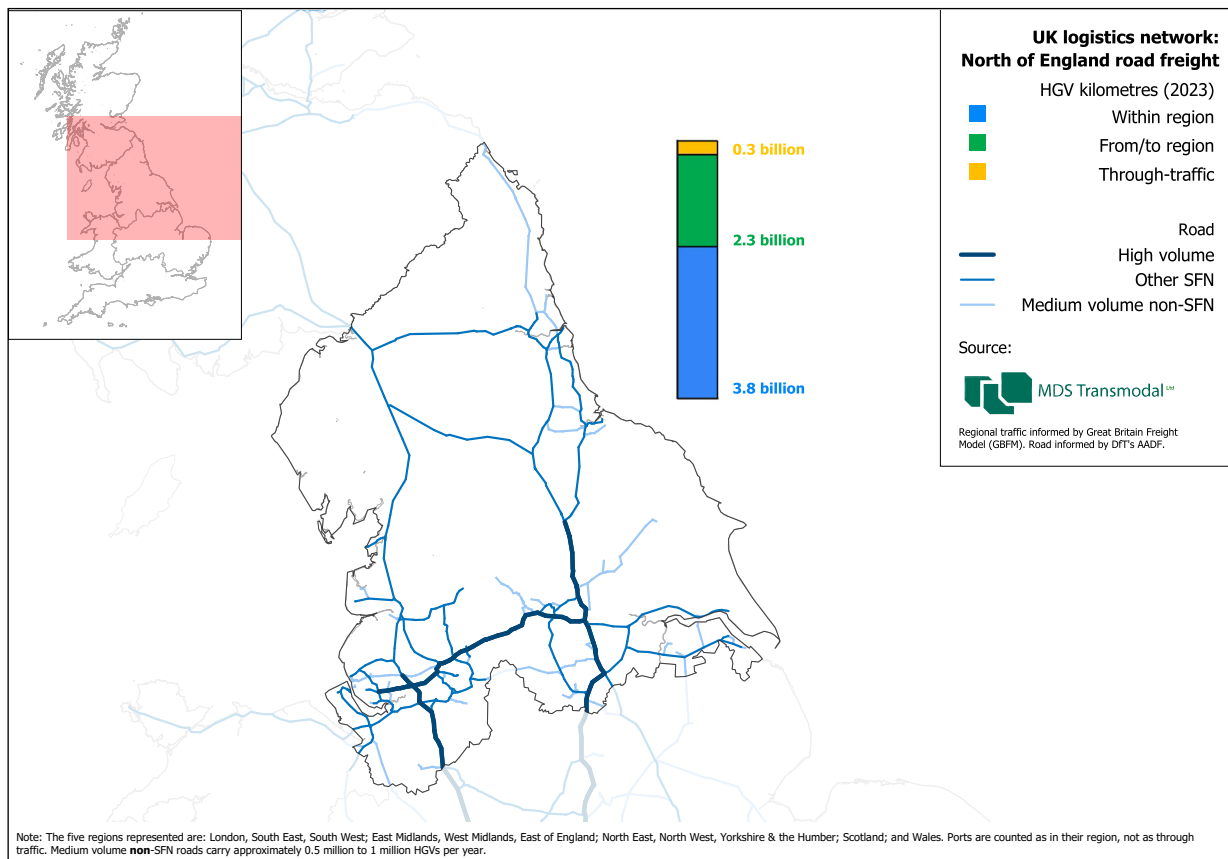 UK logistics network:
North of England road freight
HGV kilometres (2023)
Within region
From/to region
Through-traffic
0.3 billion
2.3 billion
3.8 billion
Road
High volume
Other SFN
Medium volume non-SFN
Source:
MDS Transmodal Ltd
Regional traffic informed by Great Britain Freight
Model (GBFM). Road informed by DfT's AADF.
Note: The five regions represented are: London, South East, South West; East Midlands, West Midlands, East of England; North East, North West, Yorkshire & the Humber; Scotland; and Wales. Ports are counted as in their region, not as through
traffic. Medium volume non-SFN roads carry approximately 0.5 million to 1 million HGVs per year.